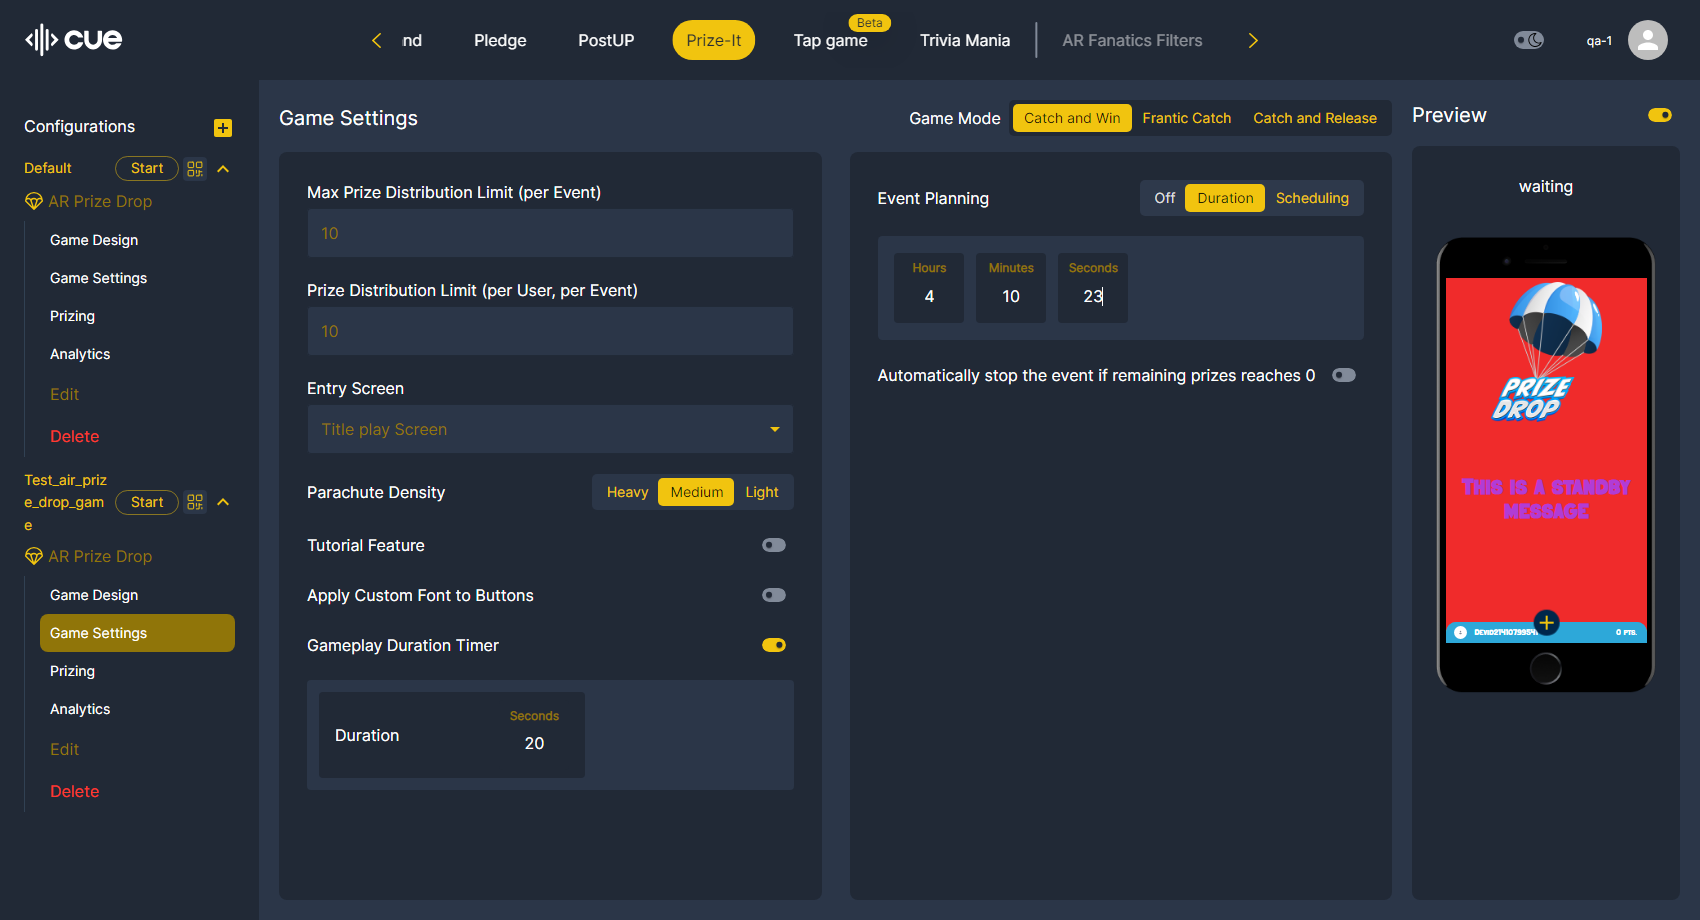 cue
nd
Pledge
PostUP
Prize-It
Beta
Tap game
Trivia Mania
AR Fanatics Filters
qa-1
Configurations
Default
Start
AR Prize Drop
Game Design
Game Settings
Prizing
Analytics
Edit
Delete
Test_air_priz
e_drop_gam
e
Start
AR Prize Drop
Game Design
Game Settings
Prizing
Analytics
Edit
Delete
Game Settings
Game Mode
Catch and Win
Frantic Catch
Catch and Release
Max Prize Distribution Limit (per Event)
10
Prize Distribution Limit (per User, per Event)
10
Entry Screen
Title play Screen
Parachute Density
Heavy
Medium
Light
Tutorial Feature
Apply Custom Font to Buttons
Gameplay Duration Timer
Duration
Seconds
20
Event Planning
Off
Duration
Scheduling
Hours
4
Minutes
10
Seconds
23
Automatically stop the event if remaining prizes reaches 0
Preview
waiting
PRIZE
DROP
THIS IS A STANDBY
MESSAGE
0 PTS.